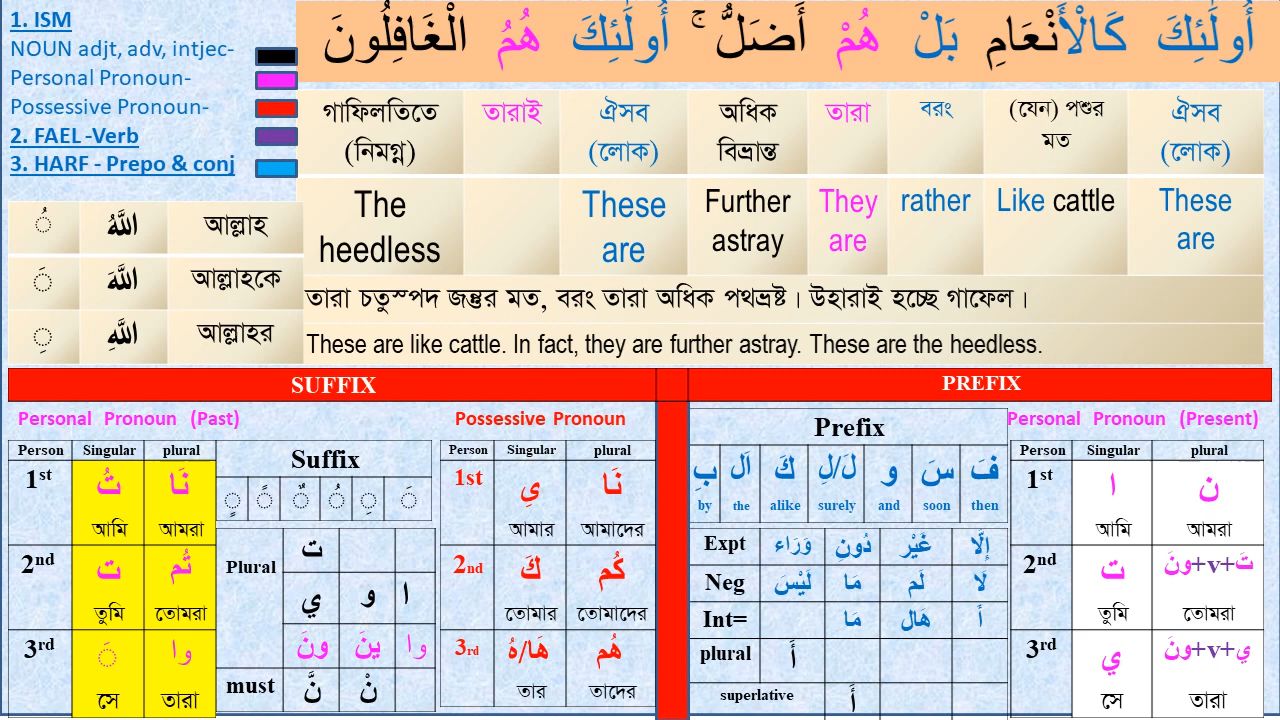 1. ISM
NOUN adjt, adv, intjec-
Personal Pronoun-
Possessive Pronoun-
2. FAEL -Verb
3. HARF - Prepo & conj
أُولَٰئِكَ كَالْأَنْعَامِ بَلْ هُمْ أَضَلُّ ۚ أُولَٰئِكَ هُمُ الْغَافِلُونَ
গাফিলতিতে (নিমগ্ন) তারাই ঐসব (লোক) অধিক বিভ্রান্ত তারা বরং (যেন) পশুর মত ঐসব (লোক)
The heedless These are Further astray They are rather Like cattle These are
তারা চতুস্পদ জন্তুর মত, বরং তারা অধিক পথভ্রষ্ট। উহারাই হচ্ছে গাফেল।
These are like cattle. In fact, they are further astray. These are the heedless.
ُ اللَّهُ আল্লাহ
َ اللَّهَ আল্লাহকে
ِ اللَّهِ আল্লাহর
SUFFIX
PREFIX
Personal Pronoun (Past)
Person Singular plural
1st تُ نَا
আমি আমরা
2nd ت تُم
তুমি তোমরা
3rd َ وا
সে তারা
Suffix
ٍ ً ٌ ُ ِ َ
Plural ت
ي و ا
ونَ ينَ وا
must نَّ نْ
Possessive Pronoun
Person Singular plural
1st ي نَا
আমার আমাদের
2nd كَ كُم
তোমার তোমাদের
3rd هَا/هُ هُم
তার তাদের
Prefix
بِ اَل كَ لَ/لِ و سَ فَ
by the alike surely and soon then
Expt وَرَاء دُونِ غَيْر إِلَّا
Neg لَيْسَ مَا لَم لَا
Int= مَا هَال أَ
plural أَ
superlative أَ
Personal Pronoun (Present)
Person Singular plural
1st ا ن
আমি আমরা
2nd ت تَ+v+ونَ
তুমি তোমরা
3rd ي ي+v+ونَ
সে তারা